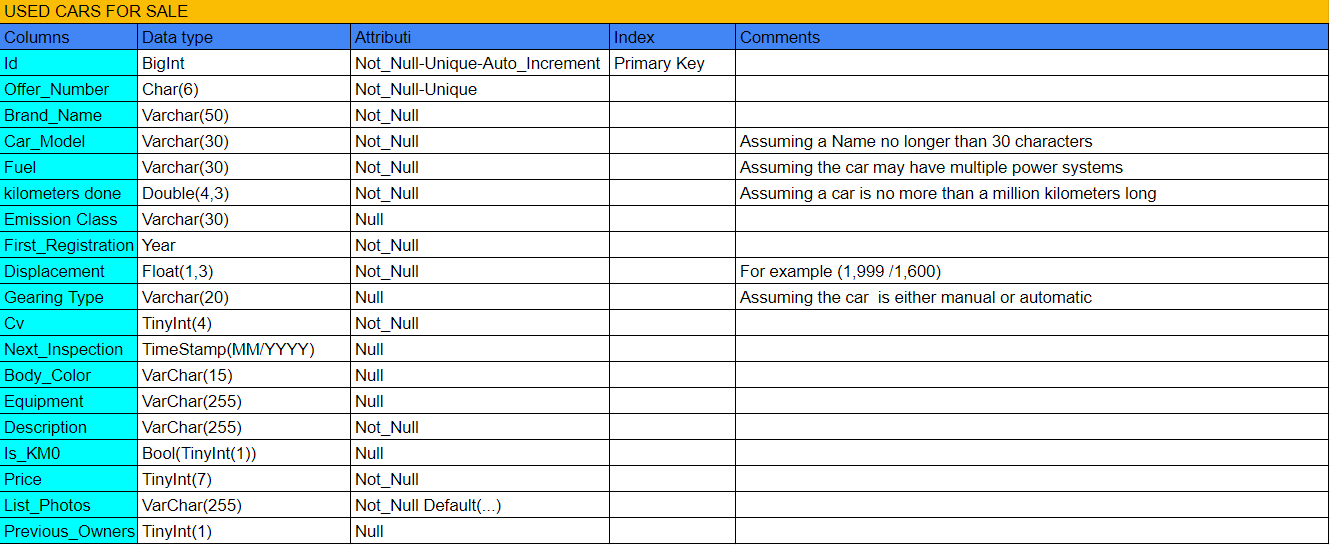 USED CARS FOR SALE
Columns Data type Attributi Index Comments
Id BigInt Not_Null-Unique-Auto_Increment Primary Key
Offer_Number Char(6) Not_Null-Unique
Brand_Name Varchar(50) Not_Null
Car_Model Varchar(30) Not_Null Assuming a Name no longer than 30 characters
Fuel Varchar(30) Not_Null Assuming the car may have multiple power systems
kilometers done Double(4,3) Not_Null Assuming a car is no more than a million kilometers long
Emission Class Varchar(30) Null
First_Registration Year Not_Null
Displacement Float(1,3) Not_Null For example (1,999 /1,600)
Gearing Type Varchar(20) Null Assuming the car is either manual or automatic
Cv TinyInt(4) Not_Null
Next_Inspection TimeStamp(MM/YYYY) Null
Body_Color VarChar(15) Null
Equipment VarChar(255) Null
Description VarChar(255) Not_Null
Is_KM0 Bool(TinyInt(1)) Null
Price TinyInt(7) Not_Null
List_Photos VarChar(255) Not_Null Default(...)
Previous_Owners TinyInt(1) Null